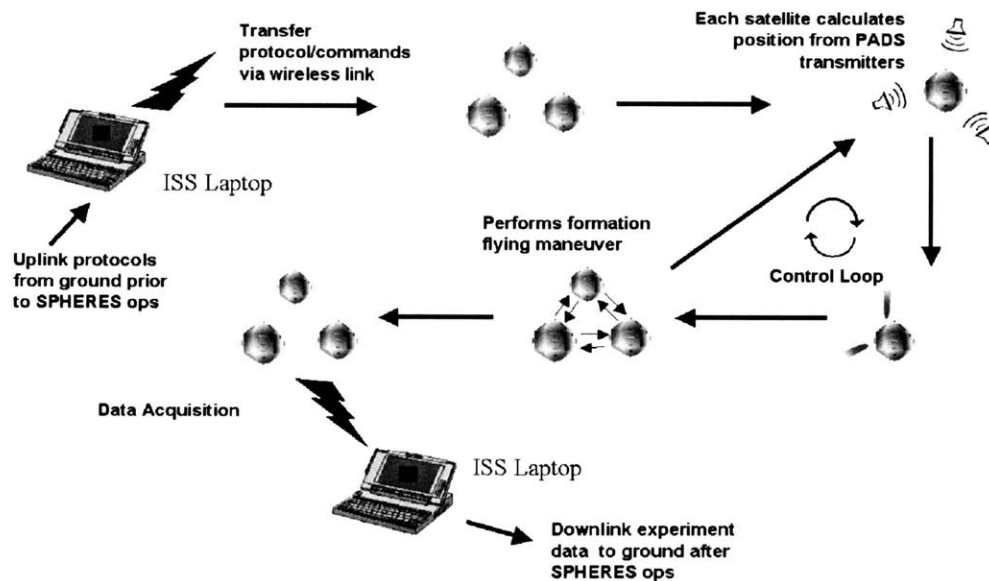 Transfer
protocol/commands
via wireless link
Each satellite calculates
position from PADS
transmitters
ISS Laptop
Uplink protocols
from ground prior
to SPHERES ops
Performs formation
flying maneuver
Control Loop
Data Acquisition
ISS Laptop
Downlink experiment
data to ground after
SPHERES ops